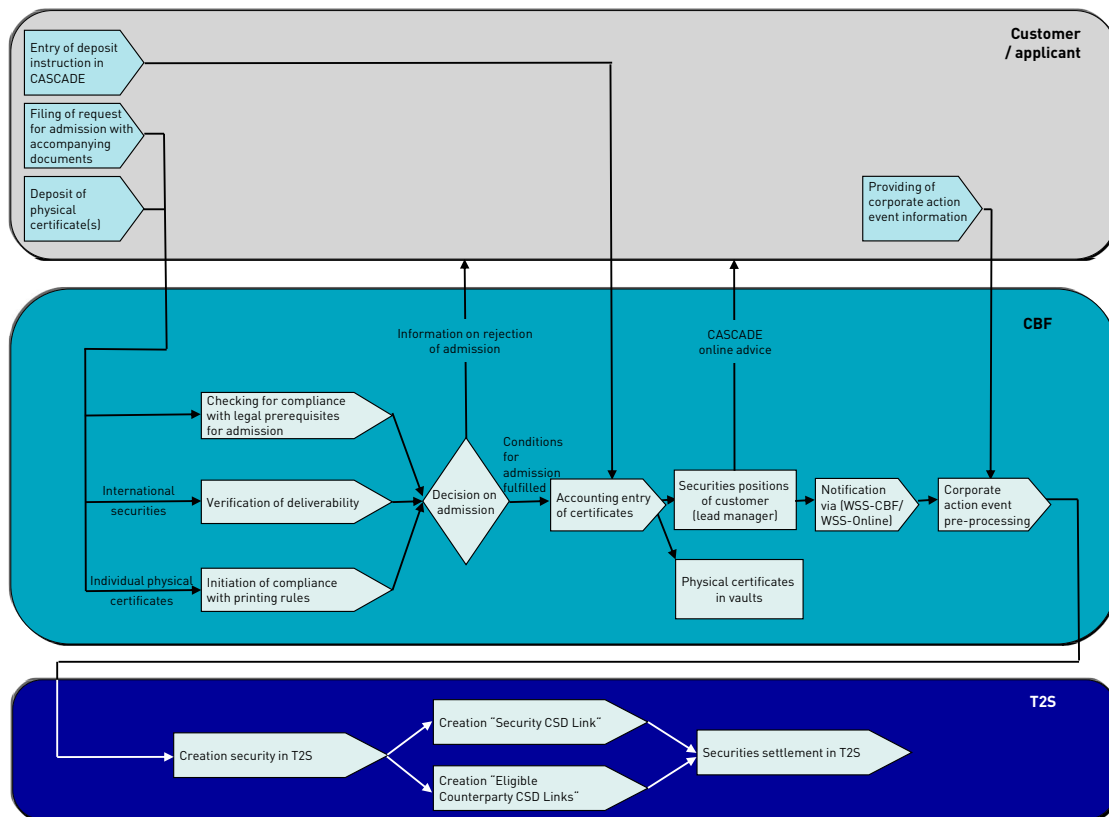 Customer
/ applicant
Entry of deposit
instruction in
CASCADE
Filing of request
for admission with
accompanying
documents
Deposit of
physical
certificate(s)
Providing of
corporate action
event information
CBF
Information on rejection
of admission
CASCADE
online advice
Checking for compliance
with legal prerequisites
for admission
International
securities
Verification of deliverability
Individual physical
certificates
Initiation of compliance
with printing rules
Decision on
admission
Conditions
for
admission
fulfilled
Accounting entry
of certificates
Securities positions
of customer
(lead manager)
Notification
via (WSS-CBF/
WSS-Online)
Corporate
action event
pre-processing
Physical certificates
in vaults
T2S
Creation security in T2S
Creation “Security CSD Link“
Creation “Eligible
Counterparty CSD Links“
Securities settlement in T2S